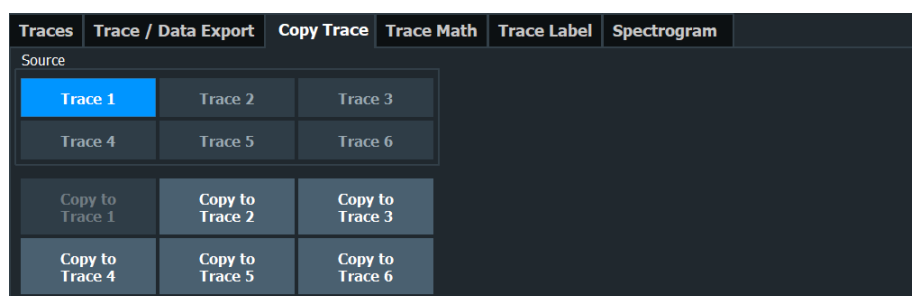 Traces Trace / Data Export Copy Trace Trace Math Trace Label Spectrogram
Source
Trace 1 Trace 2 Trace 3
Trace 4 Trace 5 Trace 6
Copy to Copy to Copy to
Trace 1 Trace 2 Trace 3
Copy to Copy to Copy to
Trace 4 Trace 5 Trace 6